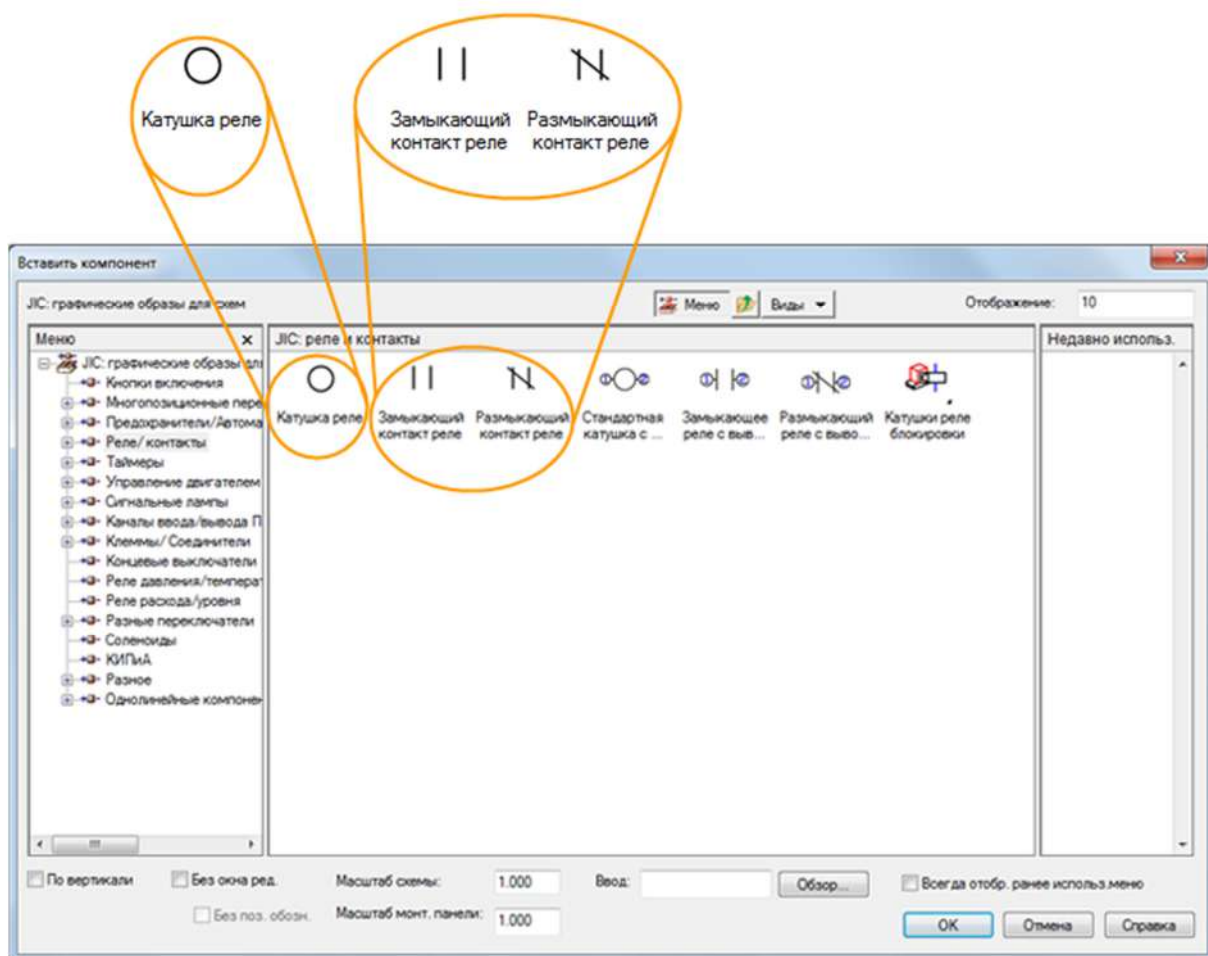 Катушка реле
Замыкающий Размыкающий
контакт реле контакт реле
Вставить компонент
JIC: графические образы для схем
Меню
Виды
Отображение: 10
Меню
JIC: графические образы для
Кнопки включения
Многопозиционные пере
Предохранители/Автома
Реле/контакты
Таймеры
Управление двигателем
Сигнальные лампы
Каналы ввода/вывода П
Клеммы/Соединители
Концевые выключатели
Реле давления/температ
Реле расхода/уровня
Разные переключатели
Соленоиды
КИПиА
Разное
Однолинейные компонен
JIC: реле и контакты
Катушка реле
Замыкающий
контакт реле
Размыкающий
контакт реле
Стандартная
катушка с ...
Замыкающее
реле с выв...
Размыкающий
реле с выво...
Катушки реле
блокировки
Недавно использ.
По вертикали
Без окна ред.
Без поз. обозн.
Масштаб схемы: 1.000
Масштаб монт. панели: 1.000
Ввод:
Обзор...
Всегда отобр. ранее использ.меню
OK Отмена Справка